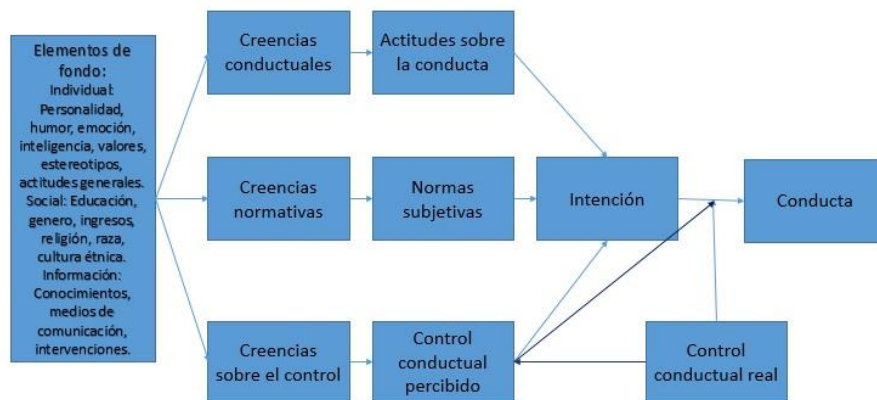 Elementos de
fondo:
Individual:
Personalidad,
humor, emoción,
inteligencia, valores,
estereotipos,
actitudes generales.
Social: Educación,
genero, ingresos,
religión, raza,
cultura étnica.
Información:
Conocimientos,
medios de
comunicación,
intervenciones.
Creencias
conductuales
Actitudes sobre
la conducta
Creencias
normativas
Normas
subjetivas
Intención
Conducta
Creencias
sobre el control
Control
conductual
percibido
Control
conductual real